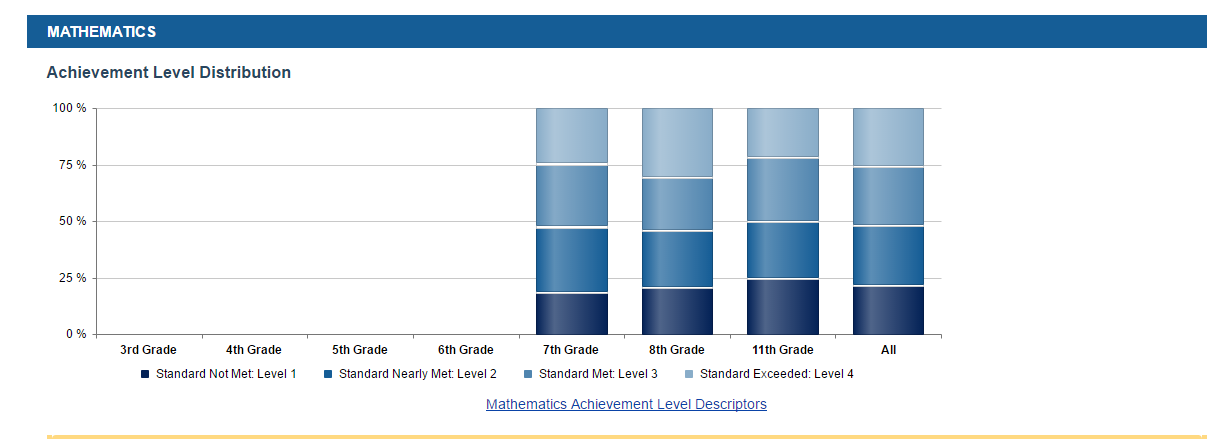 MATHEMATICS
Achievement Level Distribution
100 %
75 %
50 %
25 %
0 %
3rd Grade 4th Grade 5th Grade 6th Grade 7th Grade 8th Grade 11th Grade All
Standard Not Met: Level 1 Standard Nearly Met: Level 2 Standard Met: Level 3 Standard Exceeded: Level 4
Mathematics Achievement Level Descriptors